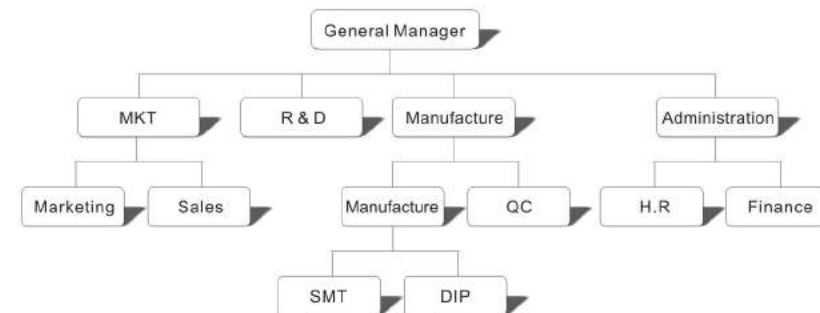 General Manager
MKT
R & D
Manufacture
Administration
Marketing
Sales
Manufacture
QC
H.R
Finance
SMT
DIP